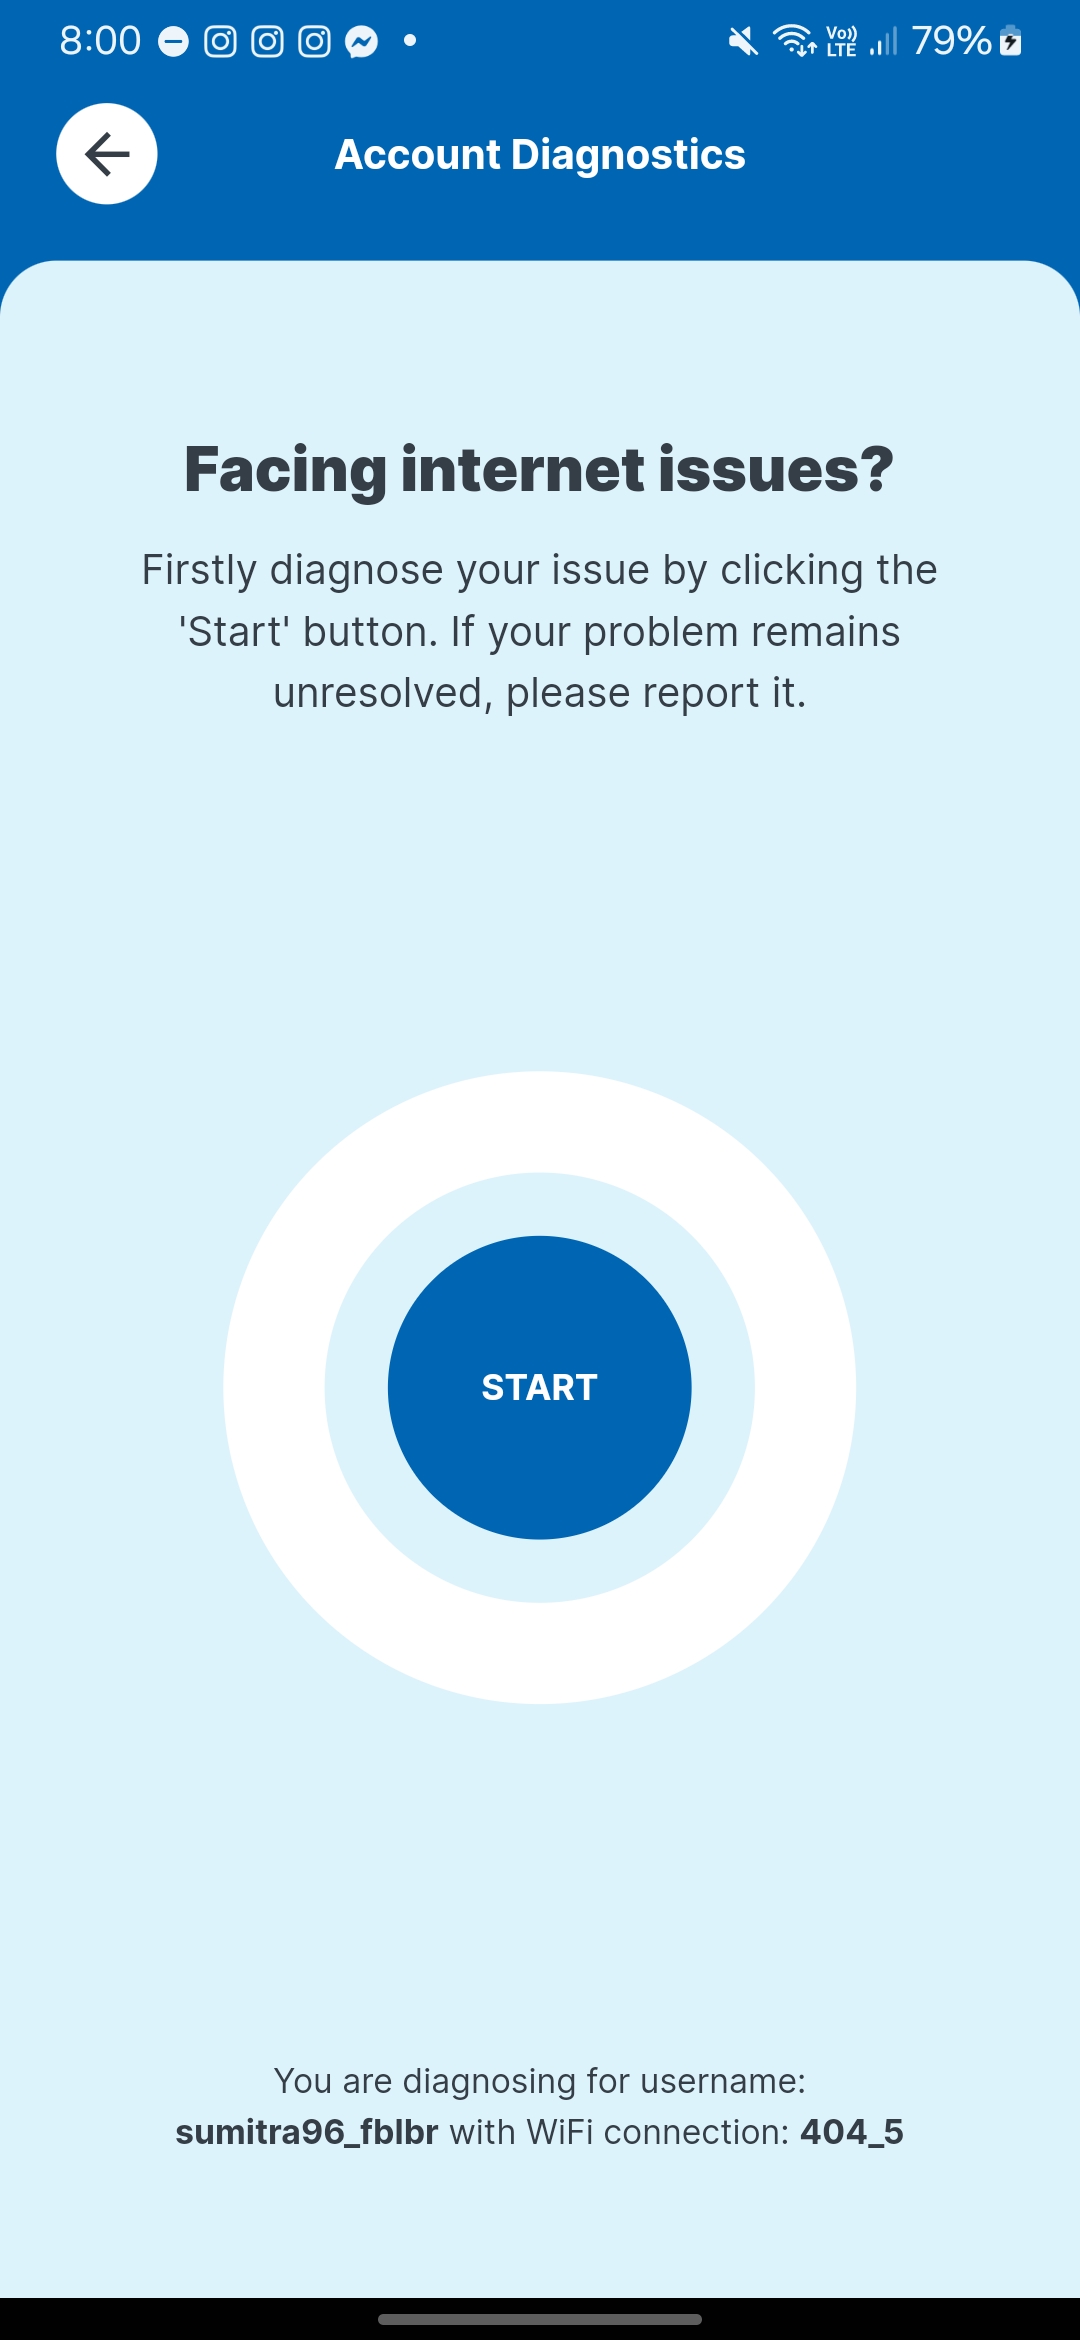 8:00
Vo))
LTE
79%
Account Diagnostics
Facing internet issues?
Firstly diagnose your issue by clicking the
'Start' button. If your problem remains
unresolved, please report it.
START
You are diagnosing for username:
sumitra96_fblbr with WiFi connection: 404_5